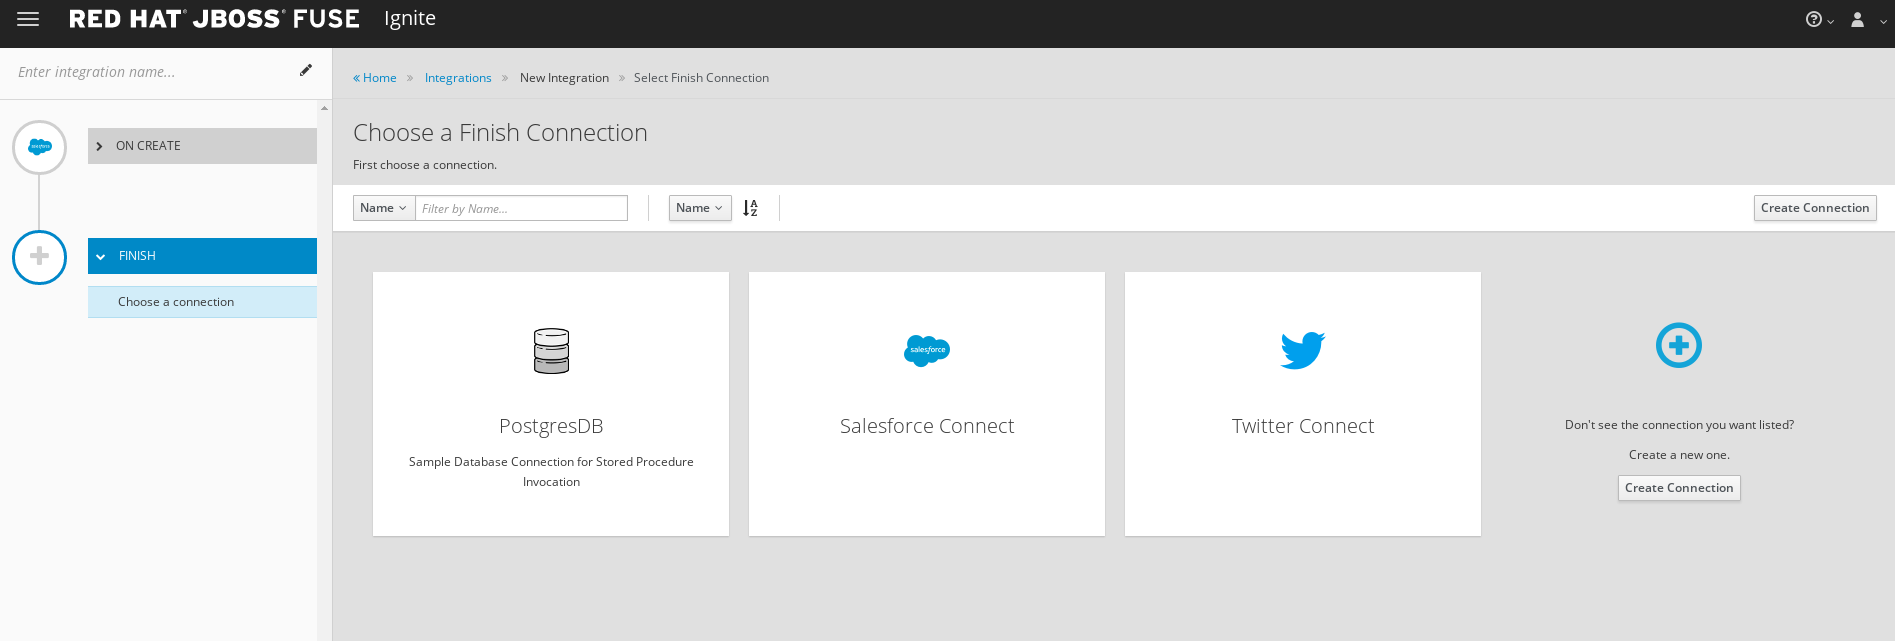 RED HAT® JBOSS® FUSE Ignite
Enter integration name...
« Home » Integrations » New Integration » Select Finish Connection
ON CREATE
FINISH
Choose a connection
Choose a Finish Connection
First choose a connection.
Name Filter by Name... Name A Z Create Connection
PostgresDB
Sample Database Connection for Stored Procedure
Invocation
salesforce
Salesforce Connect
Twitter Connect
Don't see the connection you want listed?
Create a new one.
Create Connection